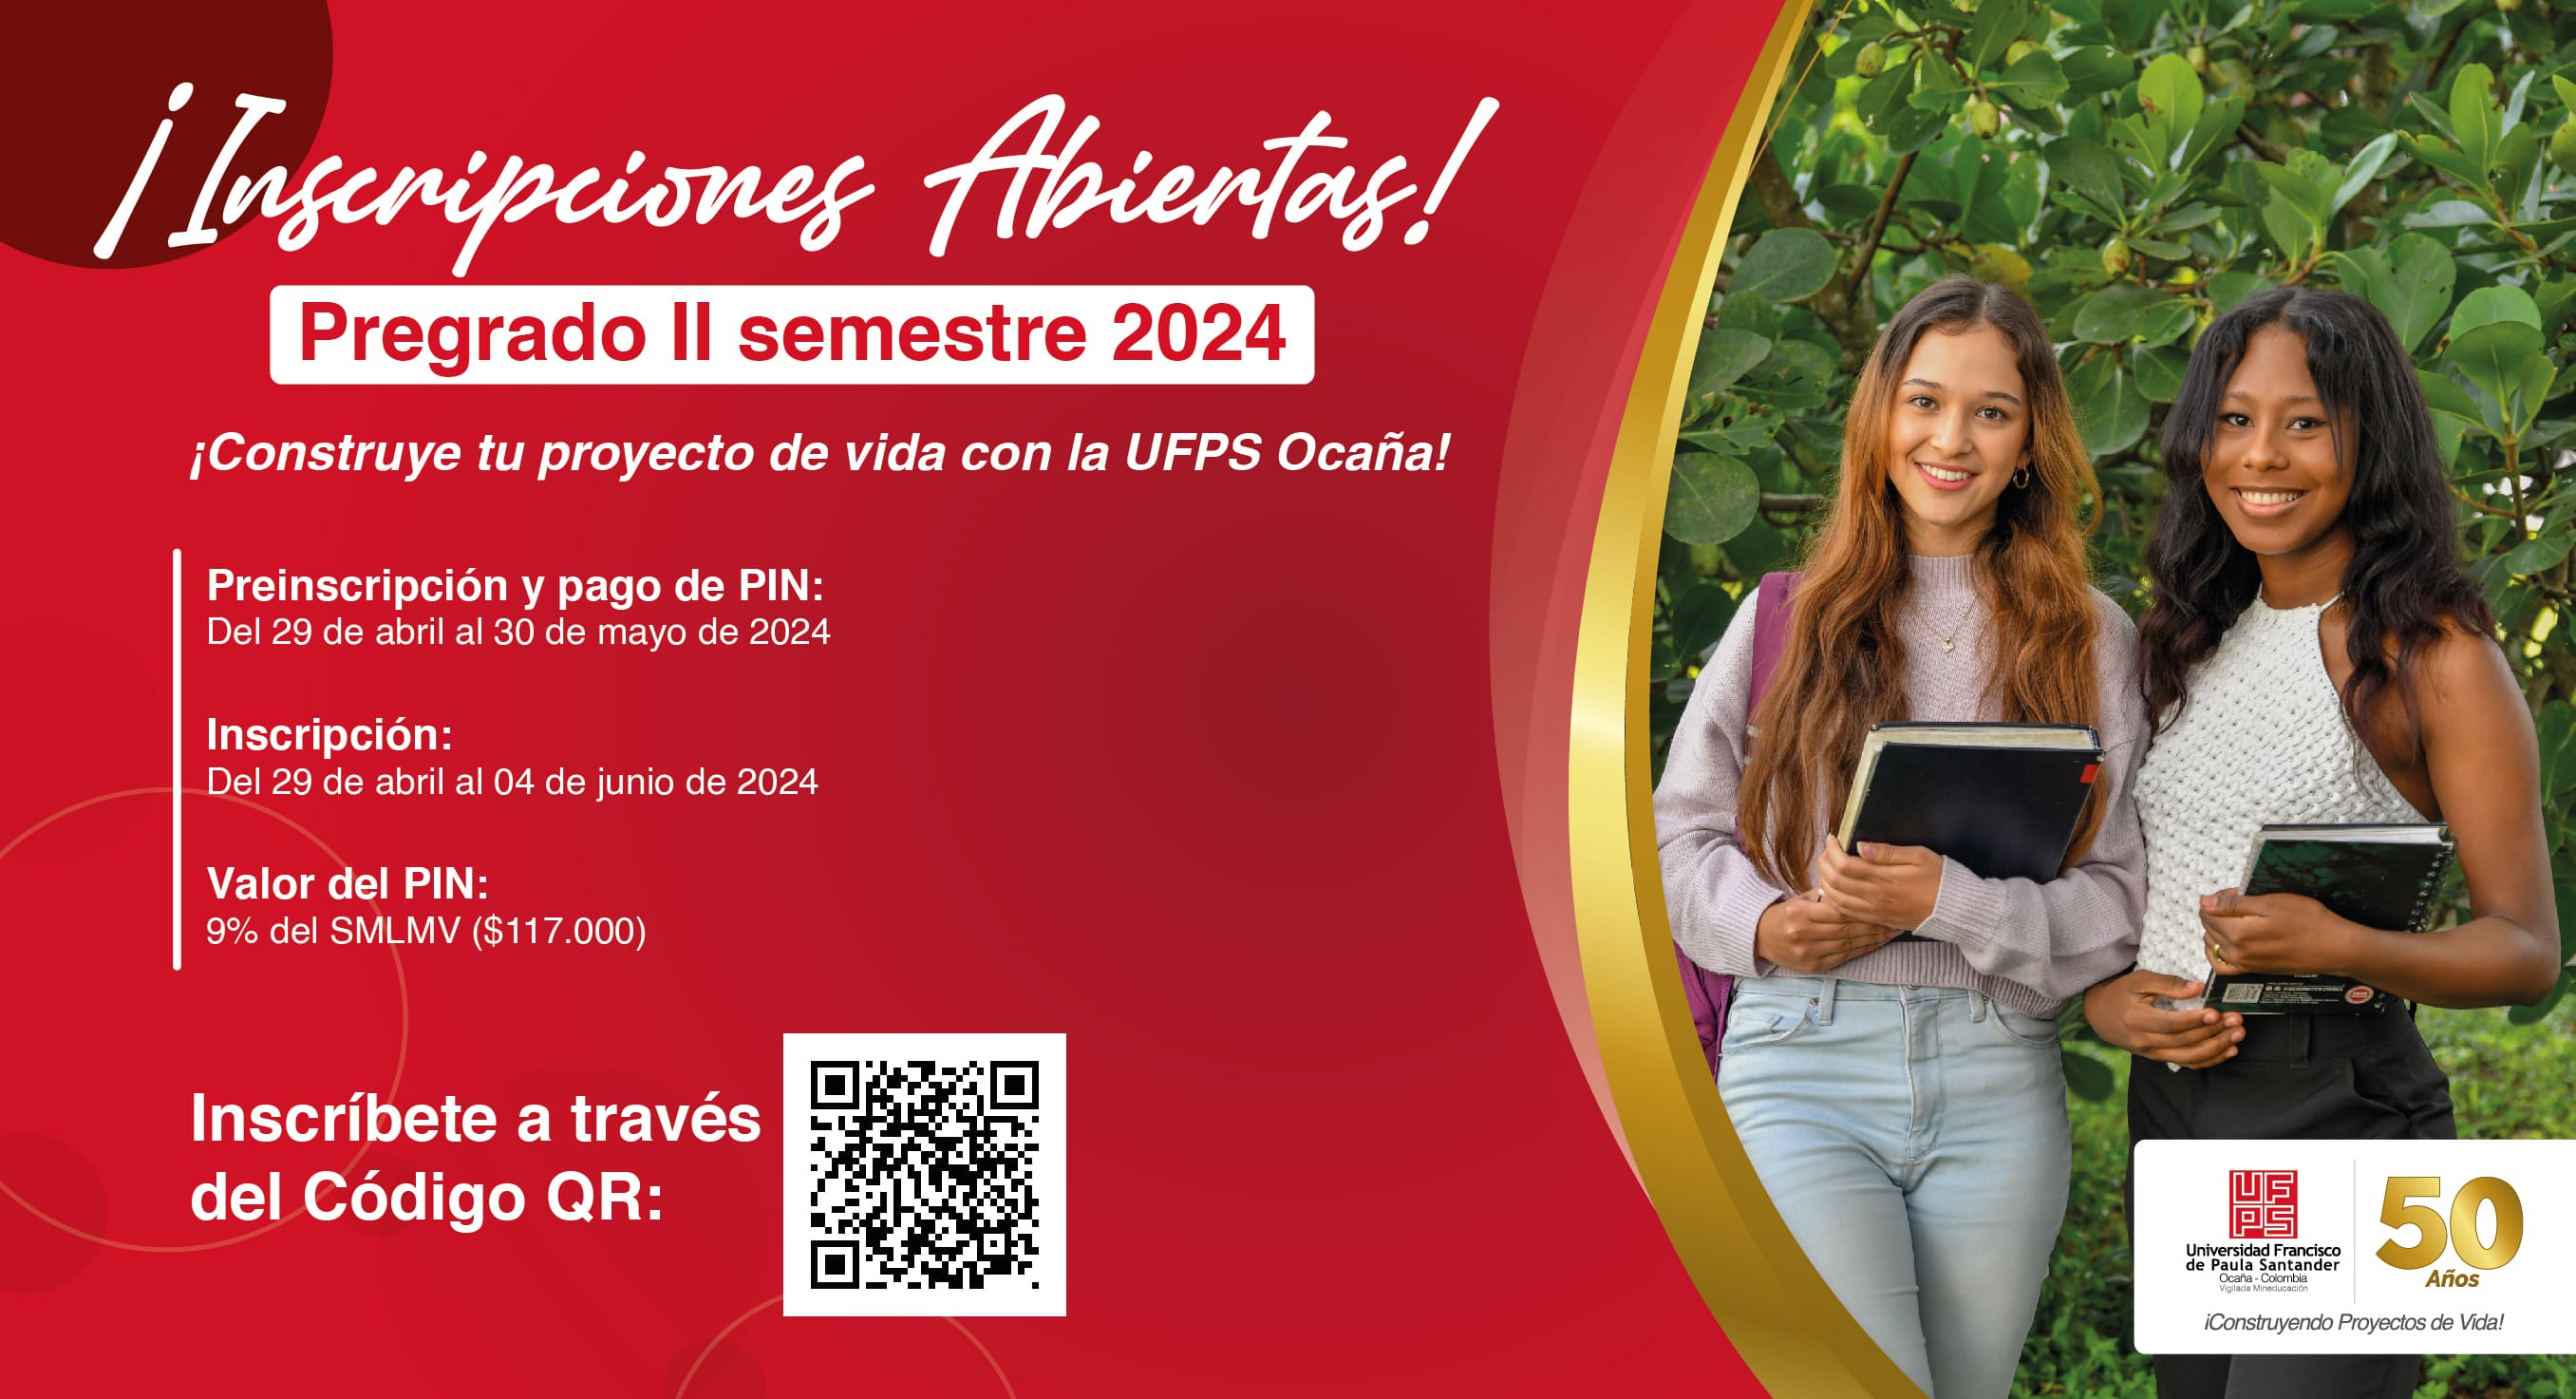 ¡Inscripciones Abiertas!
Pregrado II semestre 2024
¡Construye tu proyecto de vida con la UFPS Ocaña!
Preinscripción y pago de PIN:
Del 29 de abril al 30 de mayo de 2024
Inscripción:
Del 29 de abril al 04 de junio de 2024
Valor del PIN:
9% del SMLMV ($117.000)
Inscríbete a través
del Código QR:
UF
PS
Universidad Francisco
de Paula Santander
Ocaña - Colombia
Vigilada Mineducación
50
Años
¡Construyendo Proyectos de Vida!